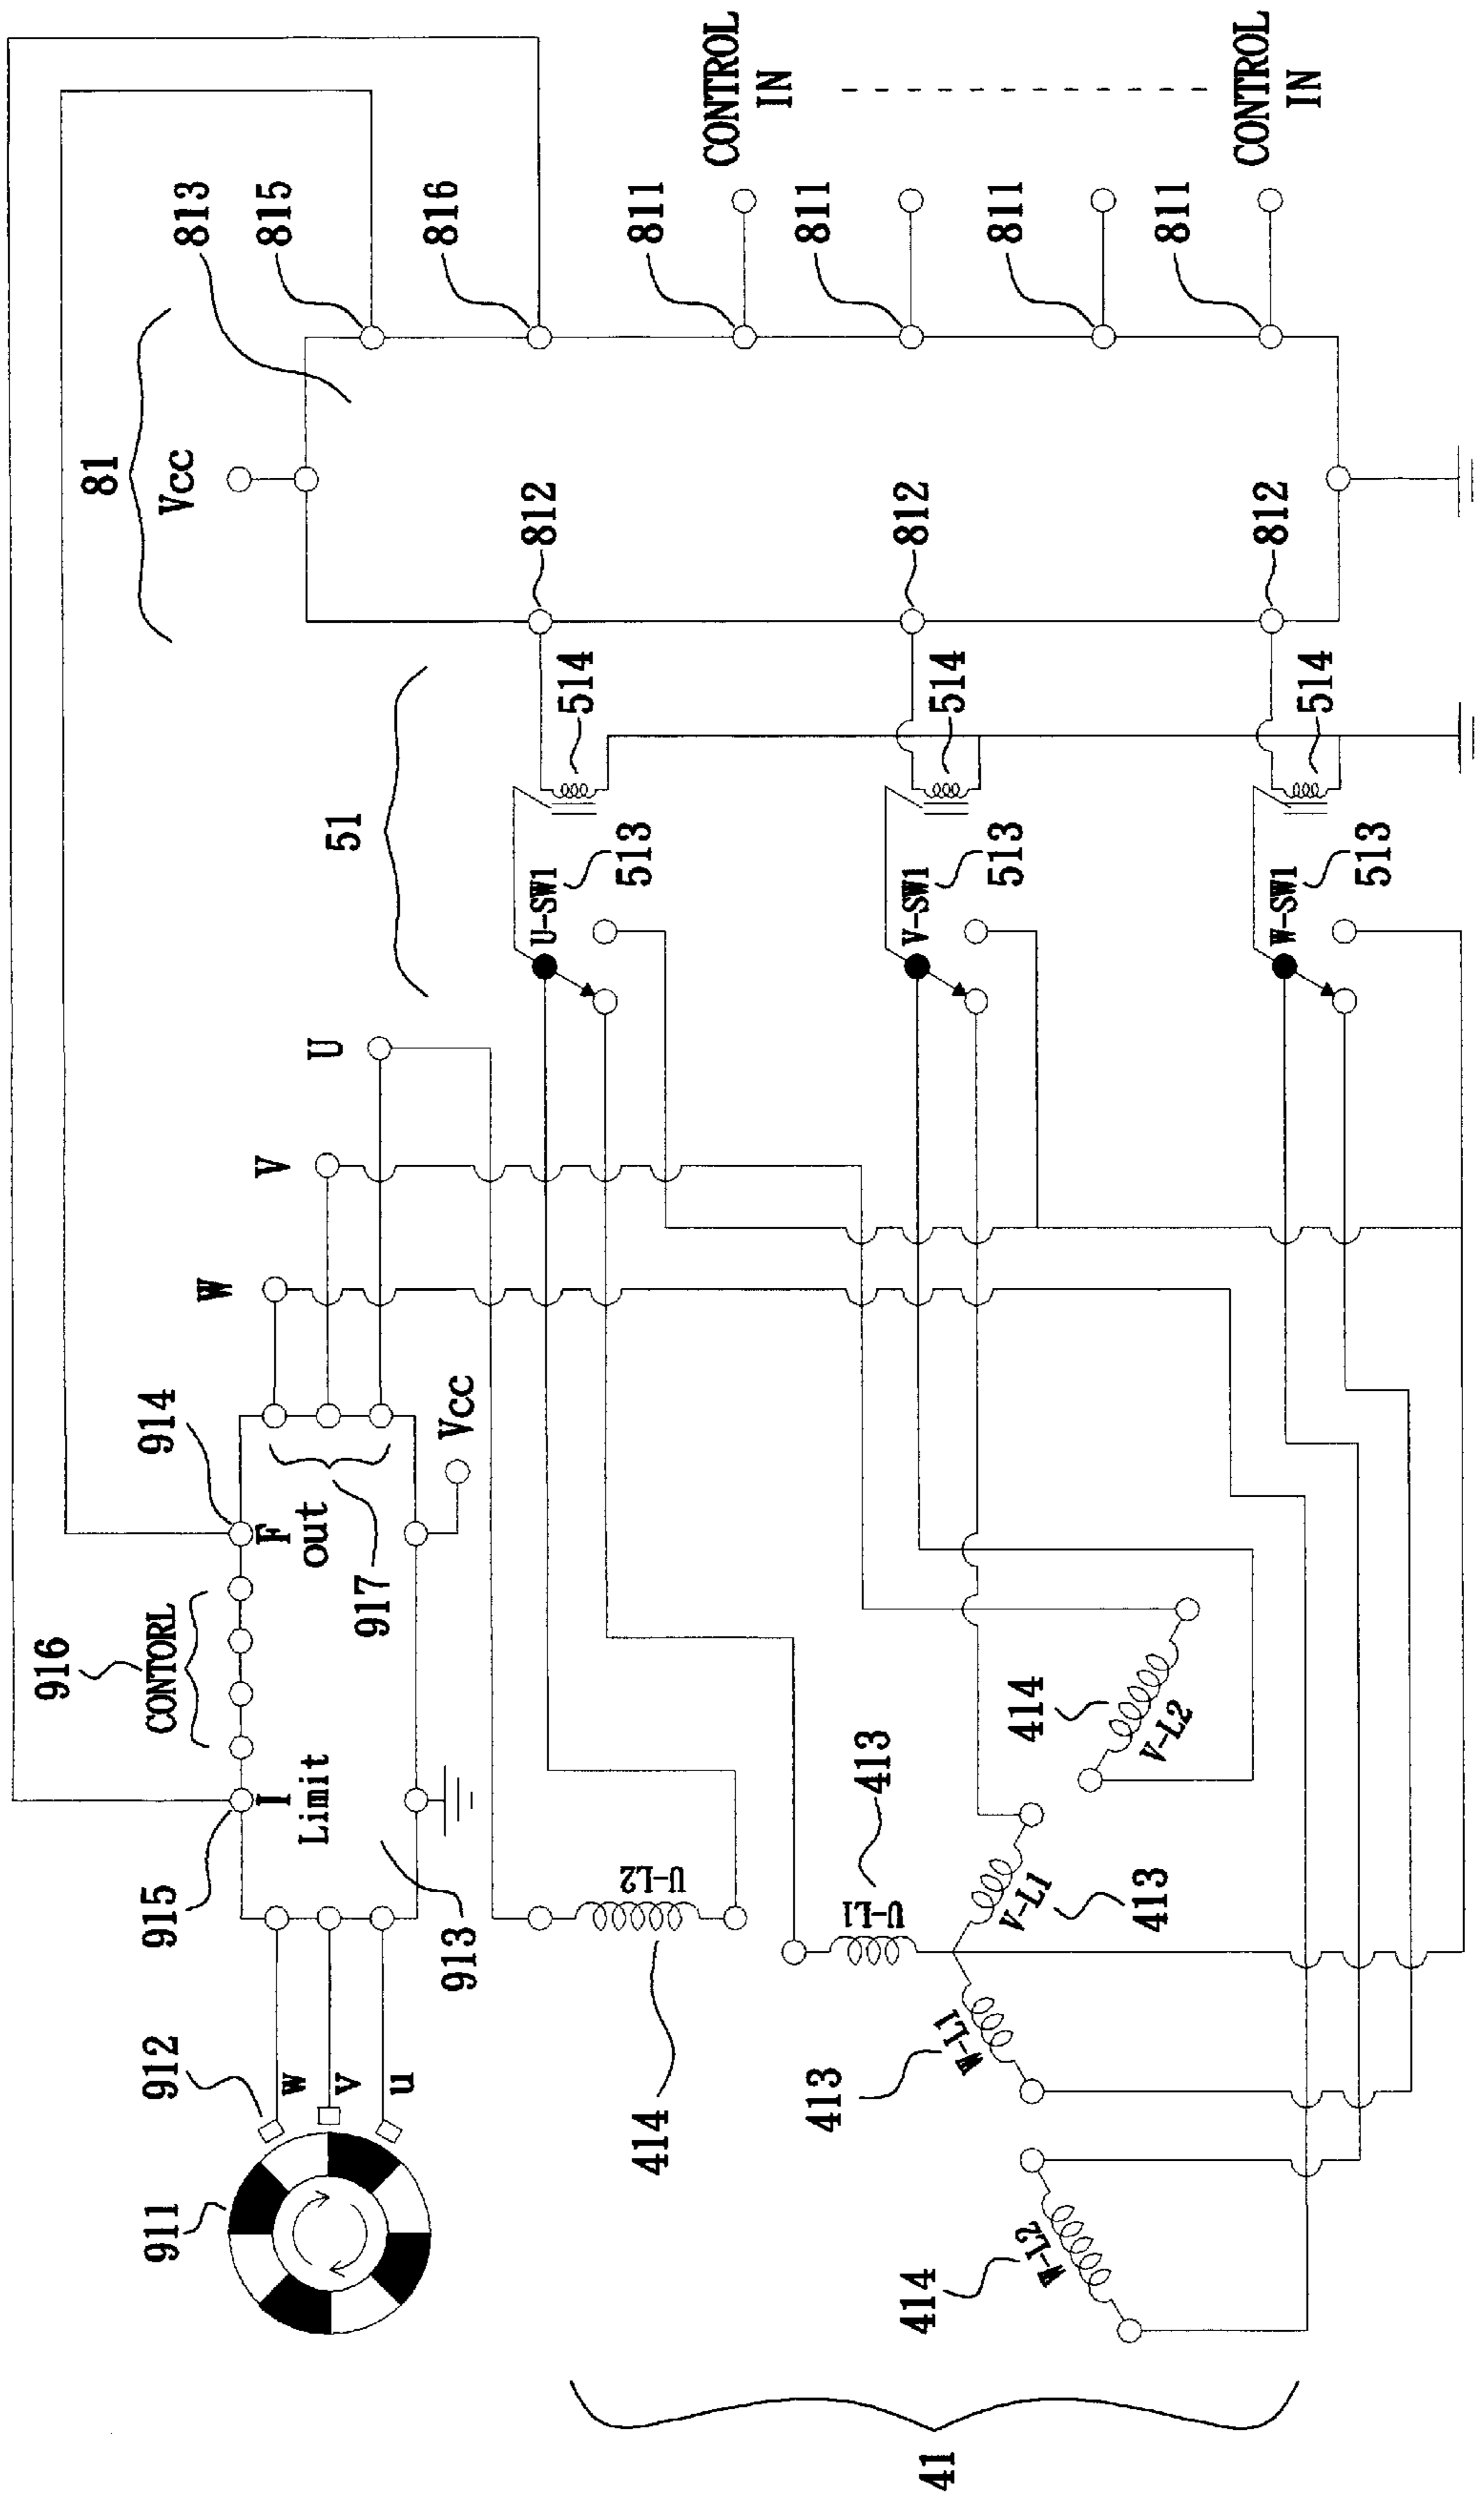 916
81
911
912
915
CONTORL
914
Vcc
813
W
I
Limit
F
out
V
815
w
v
u
U
51
917
816
913
Vcc
U-SW1
812
514
513
414
U-L2
811
CONTROL
IN
413
811
413
U-L1
414
V-SW1
812
41
514
W-L1
513
811
W-L2
V-L1
414
413
V-L2
811
CONTROL
IN
W-SW1
812
514
513